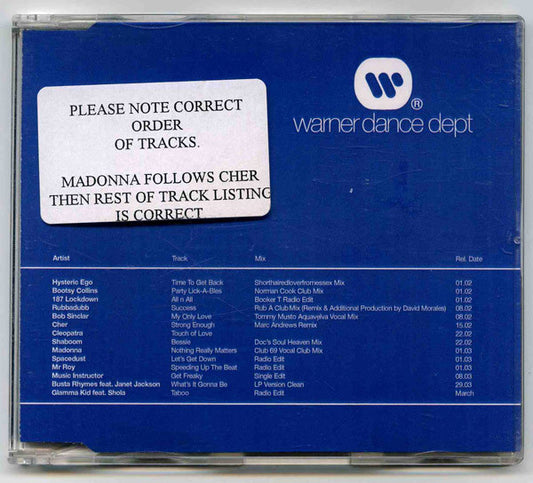 PLEASE NOTE CORRECT
ORDER
OF TRACKS.
MADONNA FOLLOWS CHER
THEN REST OF TRACK LISTING
IS CORRECT
®
warner dance dept
Artist Track Mix Rel. Date
Hysteric Ego Time To Get Back Shorthairedloverfromessex Mix 01.02
Bootsy Collins Party Lick-A-Bles Norman Cook Club Mix 01.02
187 Lockdown All n All Booker T Radio Edit 01.02
Rubbadubb Success Rub A Club Mix (Remix & Additional Production by David Morales) 08.02
Bob Sinclar My Only Love Tommy Musto Aquavelva Vocal Mix 08.02
Cher Strong Enough Marc Andrews Remix 15.02
Cleopatra Touch of Love 22.02
Shaboom Bessie Doc's Soul Heaven Mix 22.02
Madonna Nothing Really Matters Club 69 Vocal Club Mix 01.03
Spacedust Let's Get Down Radio Edit 01.03
Mr Roy Speeding Up The Beat Radio Edit 01.03
Music Instructor Get Freaky Single Edit 08.03
Busta Rhymes feat. Janet Jackson What's It Gonna Be LP Version Clean 29.03
Glamma Kid feat. Shola Taboo Radio Edit March